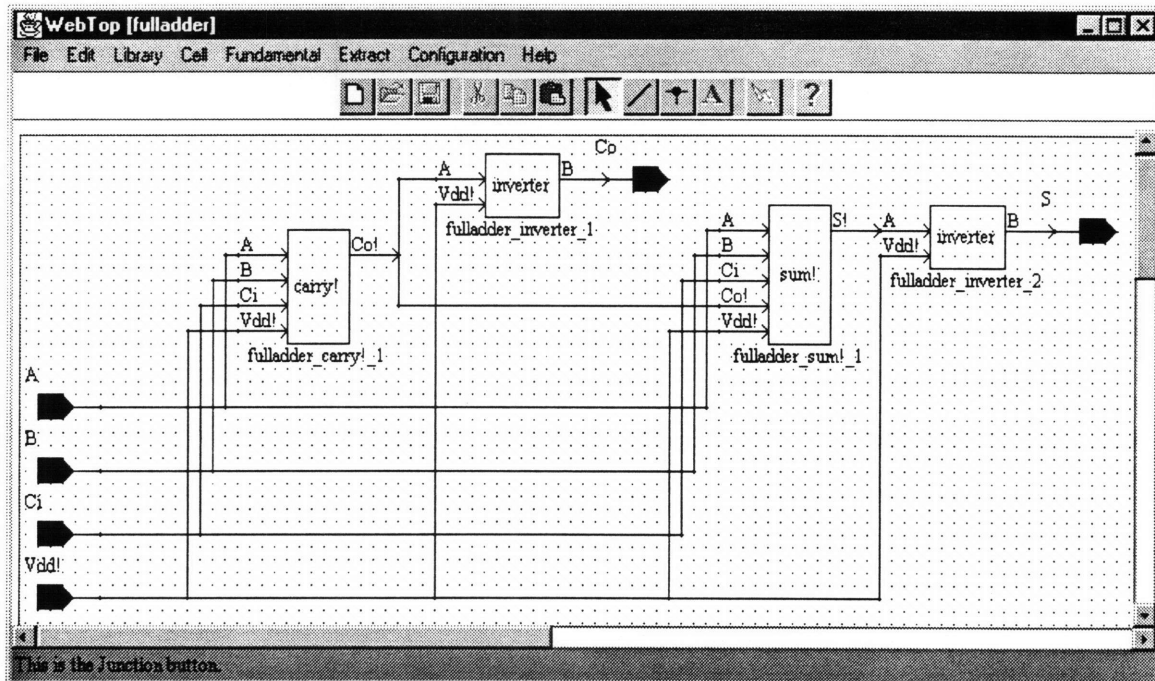 WebTop [fulladder]
File Edit Library Cell Fundamental Extract Configuration Help
A ?
Co
A B
inverter
Vdd!
fulladder_inverter_1
S
A S! A B
inverter
Vdd!
fulladder_inverter_2
B
Ci
sum!
Co!
Vdd!
fulladder_sum!_1
A Co!
B
carry!
Ci
Vdd!
fulladder_carry!_1
A
B
Ci
Vdd!
This is the Junction button.